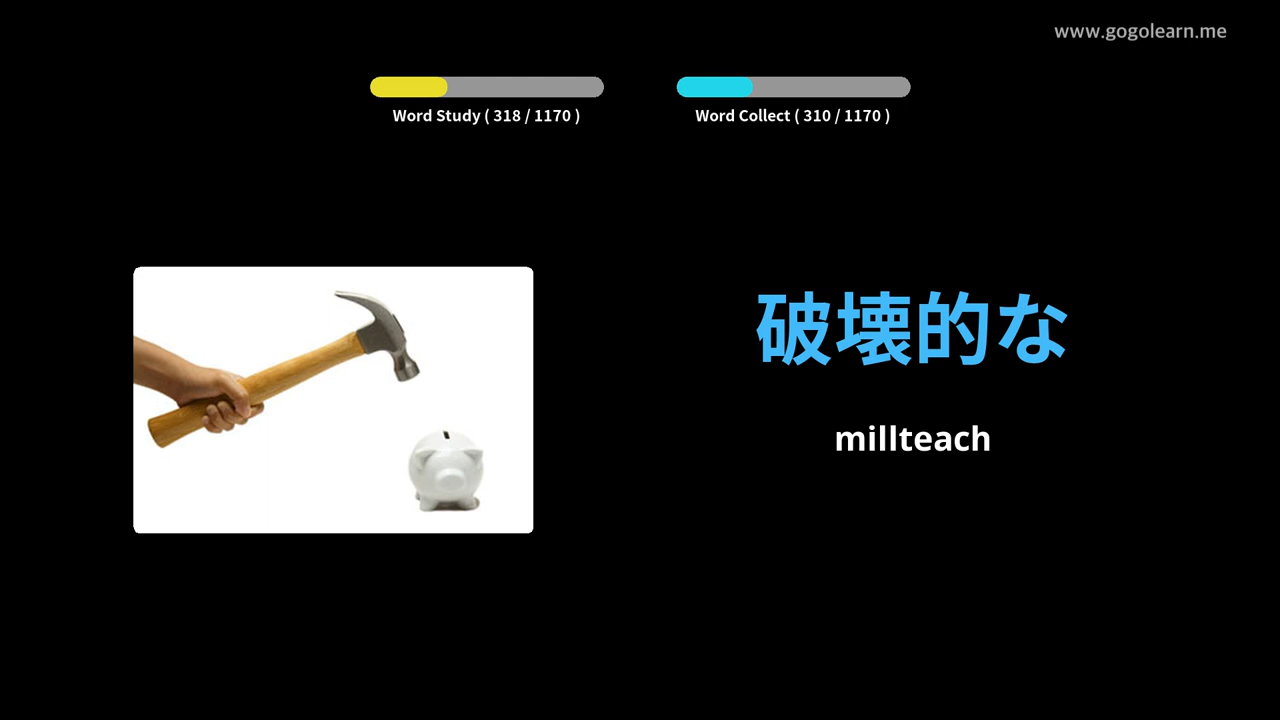 www.gogolearn.me
Word Study ( 318 / 1170 )
Word Collect ( 310 / 1170 )
破壊的な
millteach